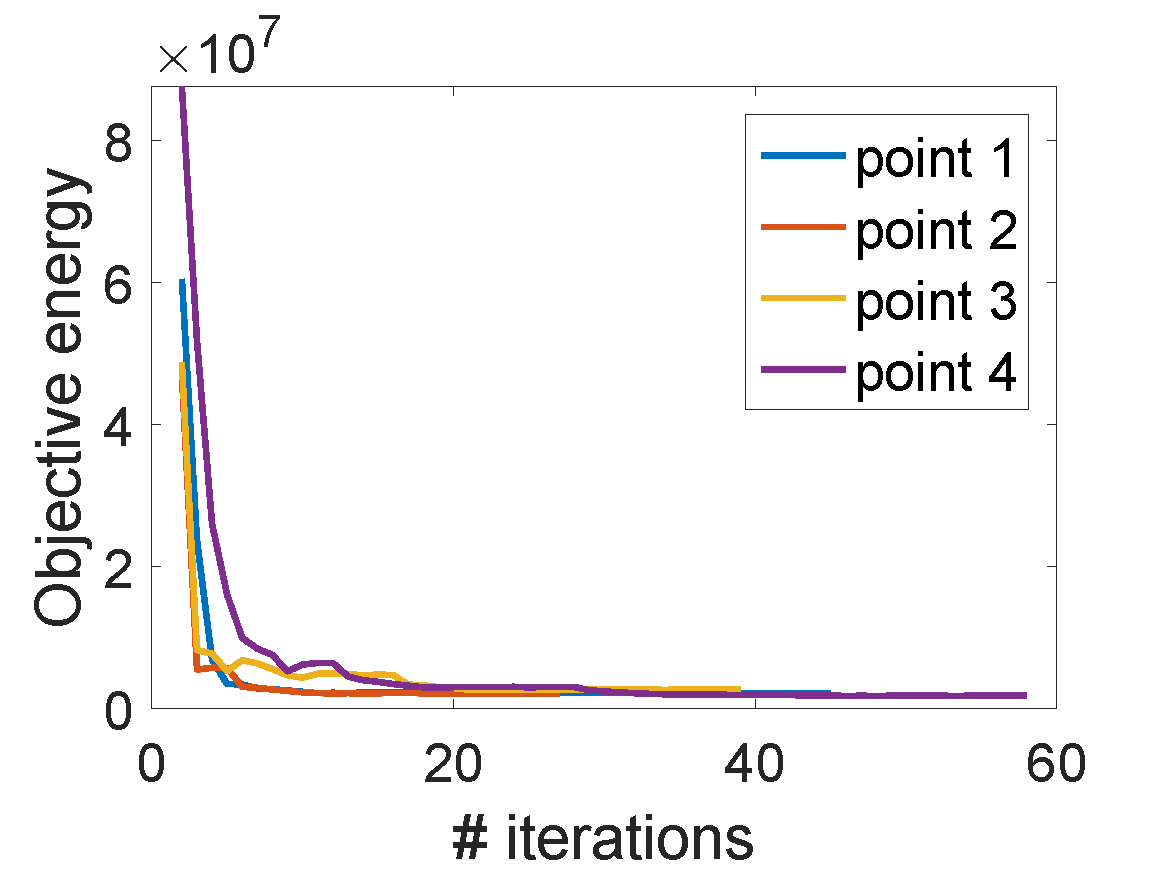 ×10^7
8
6
4
2
0
Objective energy
0 20 40 60
# iterations
point 1
point 2
point 3
point 4